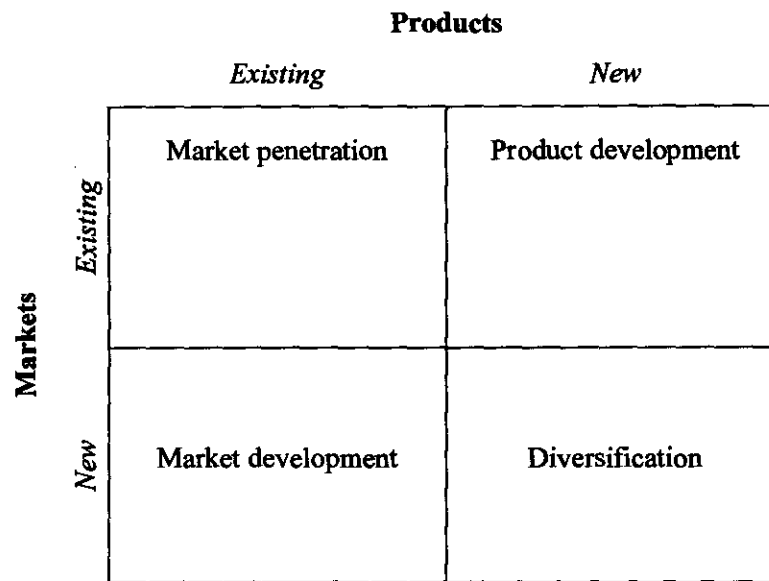 Products
Existing New
Market penetration Product development
Existing
Markets
New
Market development Diversification